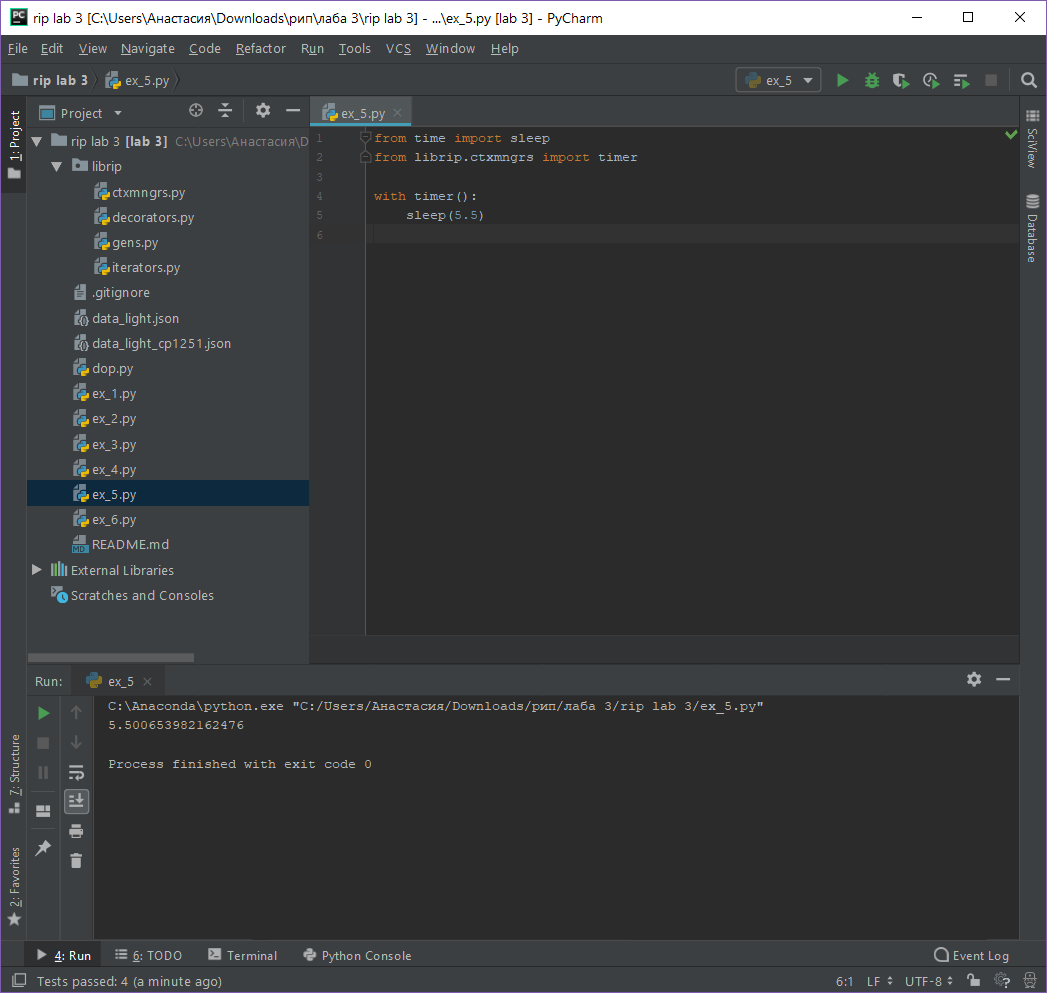 rip lab 3 [C:\Users\Анастасия\Downloads\рип\лаба 3\rip lab 3] - ...\ex_5.py [lab 3] - PyCharm
File Edit View Navigate Code Refactor Run Tools VCS Window Help
rip lab 3 ex_5.py ex_5
1: Project
Project
ex_5.py
rip lab 3 [lab 3] C:\Users\Анастасия\D
librip
ctxmngrs.py
decorators.py
gens.py
iterators.py
.gitignore
data_light.json
data_light_cp1251.json
dop.py
ex_1.py
ex_2.py
ex_3.py
ex_4.py
ex_5.py
ex_6.py
README.md
External Libraries
Scratches and Consoles
1 from time import sleep
2 from librip.ctxmngrs import timer
3
4 with timer():
5 sleep(5.5)
6
SciView
Database
Run: ex_5
C:\Anaconda\python.exe "C:/Users/Анастасия/Downloads/рип/лаба 3/rip lab 3/ex_5.py"
5.500653982162476
Process finished with exit code 0
7: Structure
2: Favorites
4: Run 6: TODO Terminal Python Console Event Log
Tests passed: 4 (a minute ago) 6:1 LF UTF-8